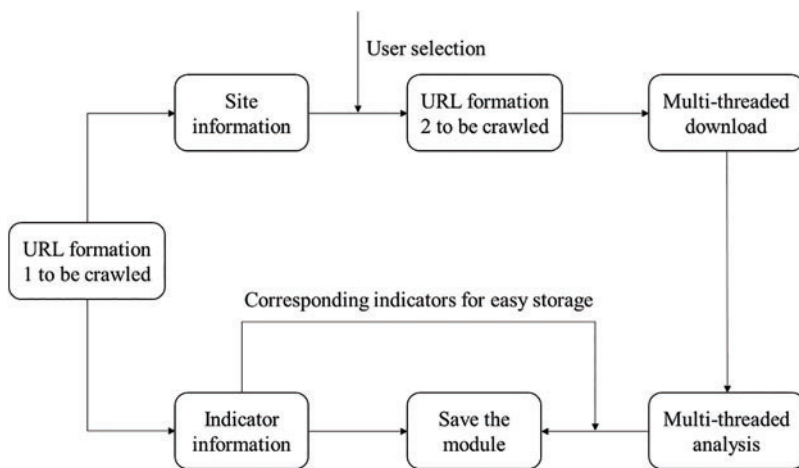 User selection
Site
information
URL formation
2 to be crawled
Multi-threaded
download
URL formation
1 to be crawled
Corresponding indicators for easy storage
Indicator
information
Save the
module
Multi-threaded
analysis